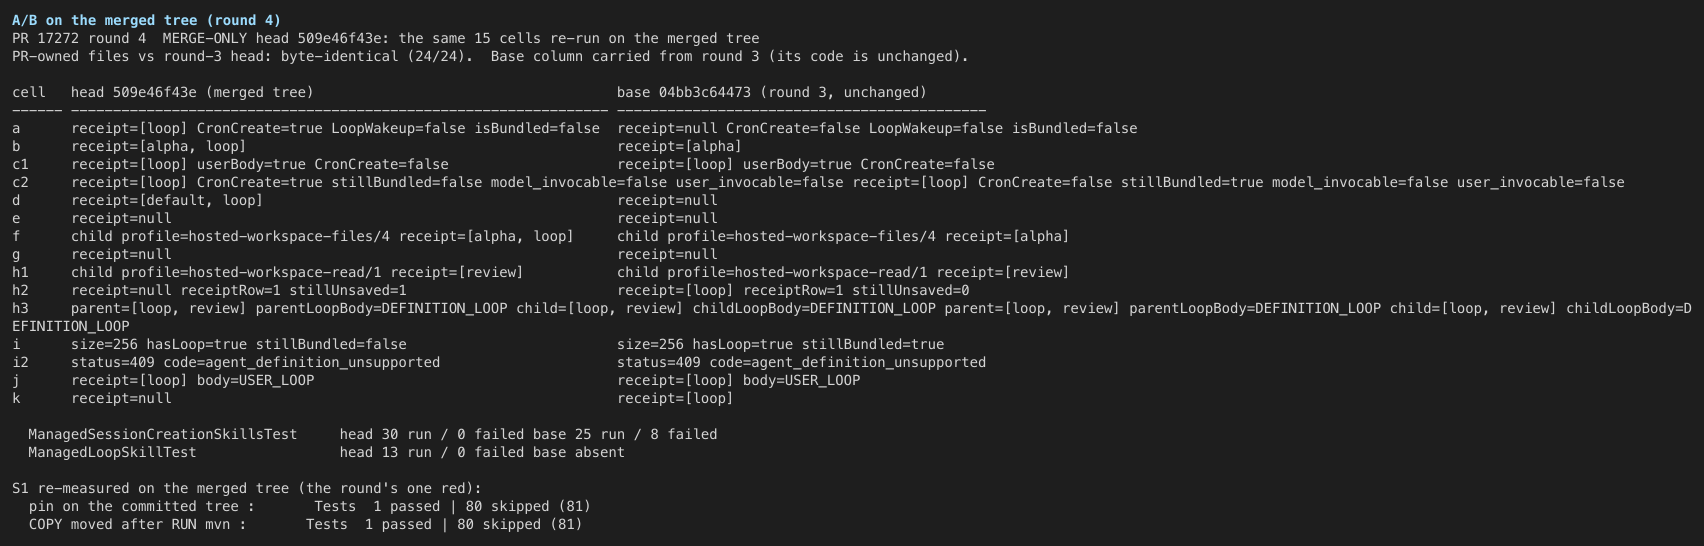 A/B on the merged tree (round 4)
PR 17272 round 4  MERGE-ONLY head 509e46f43e: the same 15 cells re-run on the merged tree
PR-owned files vs round-3 head: byte-identical (24/24).  Base column carried from round 3 (its code is unchanged).
cell   head 509e46f43e (merged tree)                                    base 04bb3c64473 (round 3, unchanged)
------ ---------------------------------------------------------------- --------------------------------------------
a      receipt=[loop] CronCreate=true LoopWakeup=false isBundled=false  receipt=null CronCreate=false LoopWakeup=false isBundled=false
b      receipt=[alpha, loop]                                            receipt=[alpha]
c1     receipt=[loop] userBody=true CronCreate=false                    receipt=[loop] userBody=true CronCreate=false
c2     receipt=[loop] CronCreate=true stillBundled=false model_invocable=false user_invocable=false receipt=[loop] CronCreate=false stillBundled=true model_invocable=false user_invocable=false
d      receipt=[default, loop]                                          receipt=null
e      receipt=null                                                     receipt=null
f      child profile=hosted-workspace-files/4 receipt=[alpha, loop]     child profile=hosted-workspace-files/4 receipt=[alpha]
g      receipt=null                                                     receipt=null
h1     child profile=hosted-workspace-read/1 receipt=[review]           child profile=hosted-workspace-read/1 receipt=[review]
h2     receipt=null receiptRow=1 stillUnsaved=1                         receipt=[loop] receiptRow=1 stillUnsaved=0
h3     parent=[loop, review] parentLoopBody=DEFINITION_LOOP child=[loop, review] childLoopBody=DEFINITION_LOOP parent=[loop, review] parentLoopBody=DEFINITION_LOOP child=[loop, review] childLoopBody=D
EFINITION_LOOP
i      size=256 hasLoop=true stillBundled=false                         size=256 hasLoop=true stillBundled=true
i2     status=409 code=agent_definition_unsupported                     status=409 code=agent_definition_unsupported
j      receipt=[loop] body=USER_LOOP                                    receipt=[loop] body=USER_LOOP
k      receipt=null                                                     receipt=[loop]
ManagedSessionCreationSkillsTest     head 30 run / 0 failed base 25 run / 8 failed
ManagedLoopSkillTest                 head 13 run / 0 failed base absent
S1 re-measured on the merged tree (the round's one red):
pin on the committed tree :       Tests  1 passed | 80 skipped (81)
COPY moved after RUN mvn :       Tests  1 passed | 80 skipped (81)